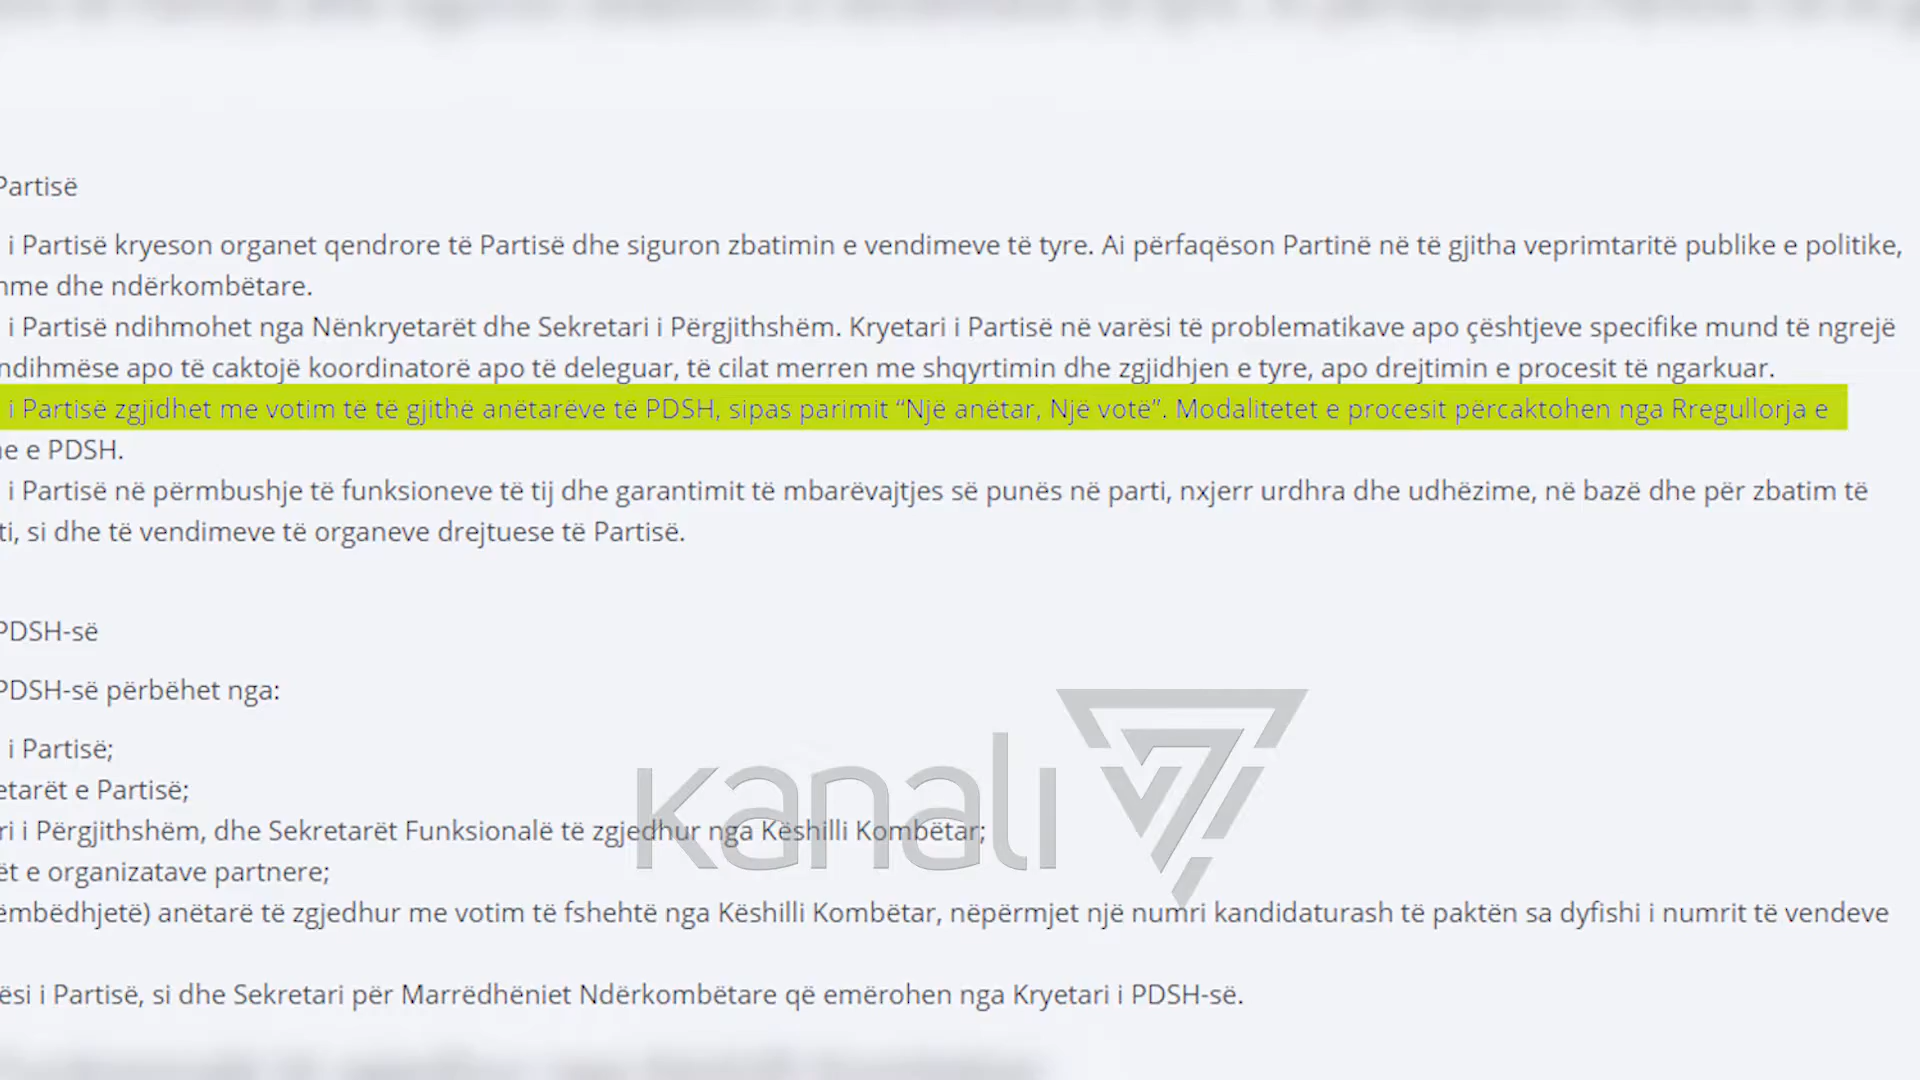 Partisë
i Partisë kryeson organet qendrore të Partisë dhe siguron zbatimin e vendimeve të tyre. Ai përfaqëson Partinë në të gjitha veprimtaritë publike e politike,
dhe ndërkombëtare.
i Partisë ndihmohet nga Nënkryetarët dhe Sekretari i Përgjithshëm. Kryetari i Partisë në varësi të problematikave apo çështjeve specifike mund të ngrejë
ndihmëse apo të caktojë koordinatorë apo të deleguar, të cilat merren me shqyrtimin dhe zgjidhjen e tyre, apo drejtimin e procesit të ngarkuar.
i Partisë zgjidhet me votim të të gjithë anëtarëve të PDSH, sipas parimit “Një anëtar, Një votë”. Modalitetet e procesit përcaktohen nga Rregullorja e
e PDSH.
i Partisë në përmbushje të funksioneve të tij dhe garantimit të mbarëvajtjes së punës në parti, nxjerr urdhra dhe udhëzime, në bazë dhe për zbatim të
ti, si dhe të vendimeve të organeve drejtuese të Partisë.
PDSH-së
PDSH-së përbëhet nga:
i Partisë;
etarët e Partisë;
ri i Përgjithshëm, dhe Sekretarët Funksionalë të zgjedhur nga Këshilli Kombëtar;
ët e organizatave partnere;
ëmbëdhjetë) anëtarë të zgjedhur me votim të fshehtë nga Këshilli Kombëtar, nëpërmjet një numri kandidaturash të paktën sa dyfishi i numrit të vendeve
ësi i Partisë, si dhe Sekretari për Marrëdhëniet Ndërkombëtare që emërohen nga Kryetari i PDSH-së.
kanali 7